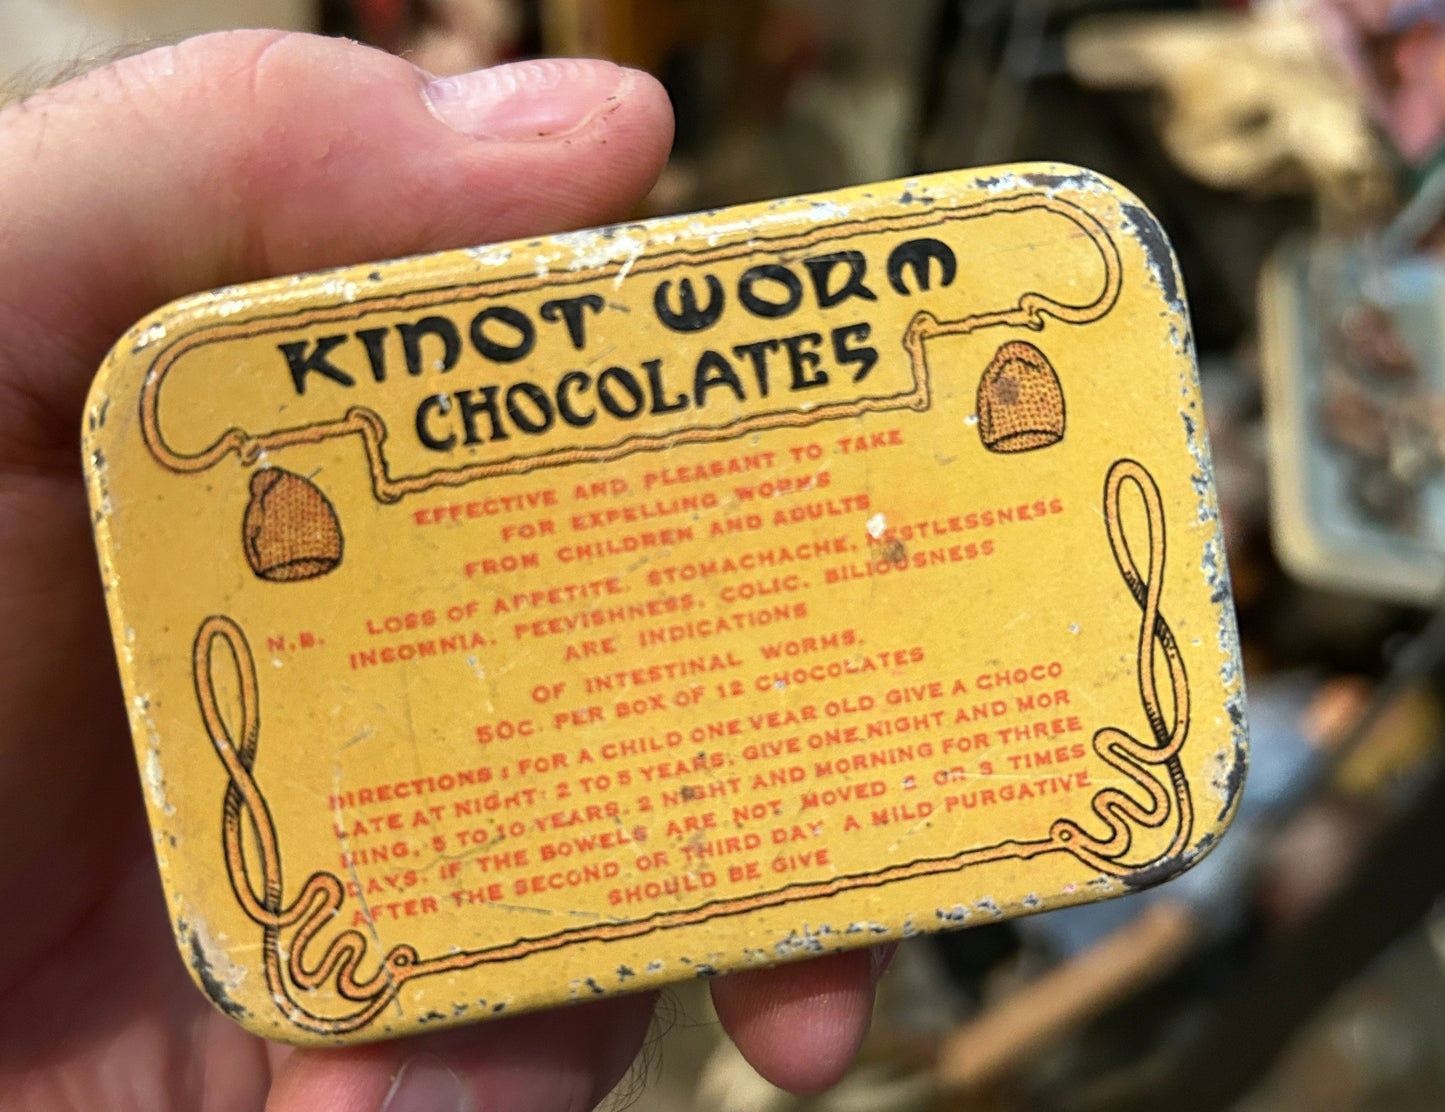 KINOT WORM
CHOCOLATES
EFFECTIVE AND PLEASANT TO TAKE
FOR EXPELLING WORMS
FROM CHILDREN AND ADULTS
N.B. LOSS OF APPETITE, STOMACHACHE, RESTLESSNESS
INSOMNIA, PEEVISHNESS, COLIC, BILIOUSNESS
ARE INDICATIONS
OF INTESTINAL WORMS.
50C. PER BOX OF 12 CHOCOLATES
DIRECTIONS: FOR A CHILD ONE YEAR OLD GIVE A CHOCO
LATE AT NIGHT: 2 TO 5 YEARS, GIVE ONE NIGHT AND MOR
NING, 5 TO 10 YEARS, 2 NIGHT AND MORNING FOR THREE
DAYS. IF THE BOWELS ARE NOT MOVED 2 OR 3 TIMES
AFTER THE SECOND OR THIRD DAY A MILD PURGATIVE
SHOULD BE GIVE